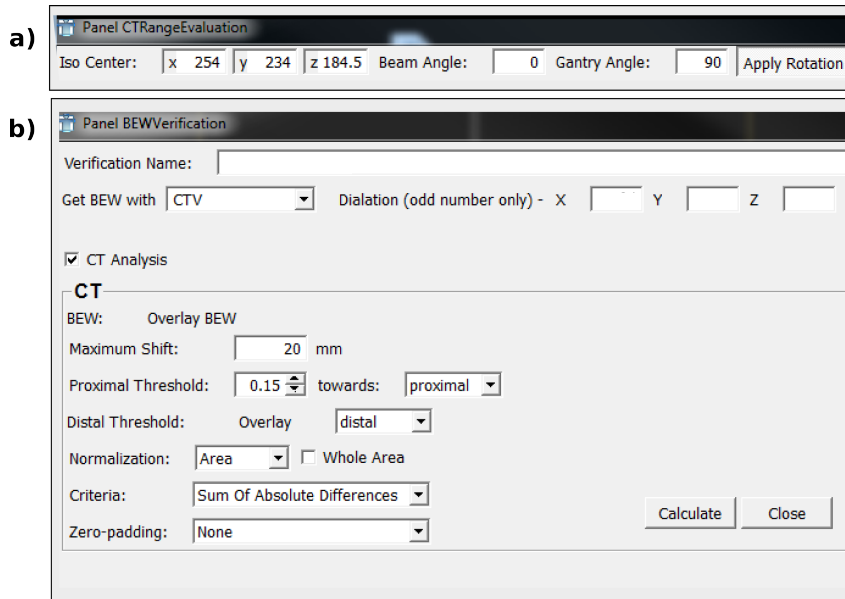 a)
Panel CTRangeEvaluation
Iso Center: x 254 y 234 z 184.5 Beam Angle: 0 Gantry Angle: 90 Apply Rotation
b)
Panel BEWVerification
Verification Name:
Get BEW with CTV Dialation (odd number only) - X Y Z
CT Analysis
CT
BEW: Overlay BEW
Maximum Shift: 20 mm
Proximal Threshold: 0.15 towards: proximal
Distal Threshold: Overlay distal
Normalization: Area Whole Area
Criteria: Sum Of Absolute Differences
Calculate Close
Zero-padding: None